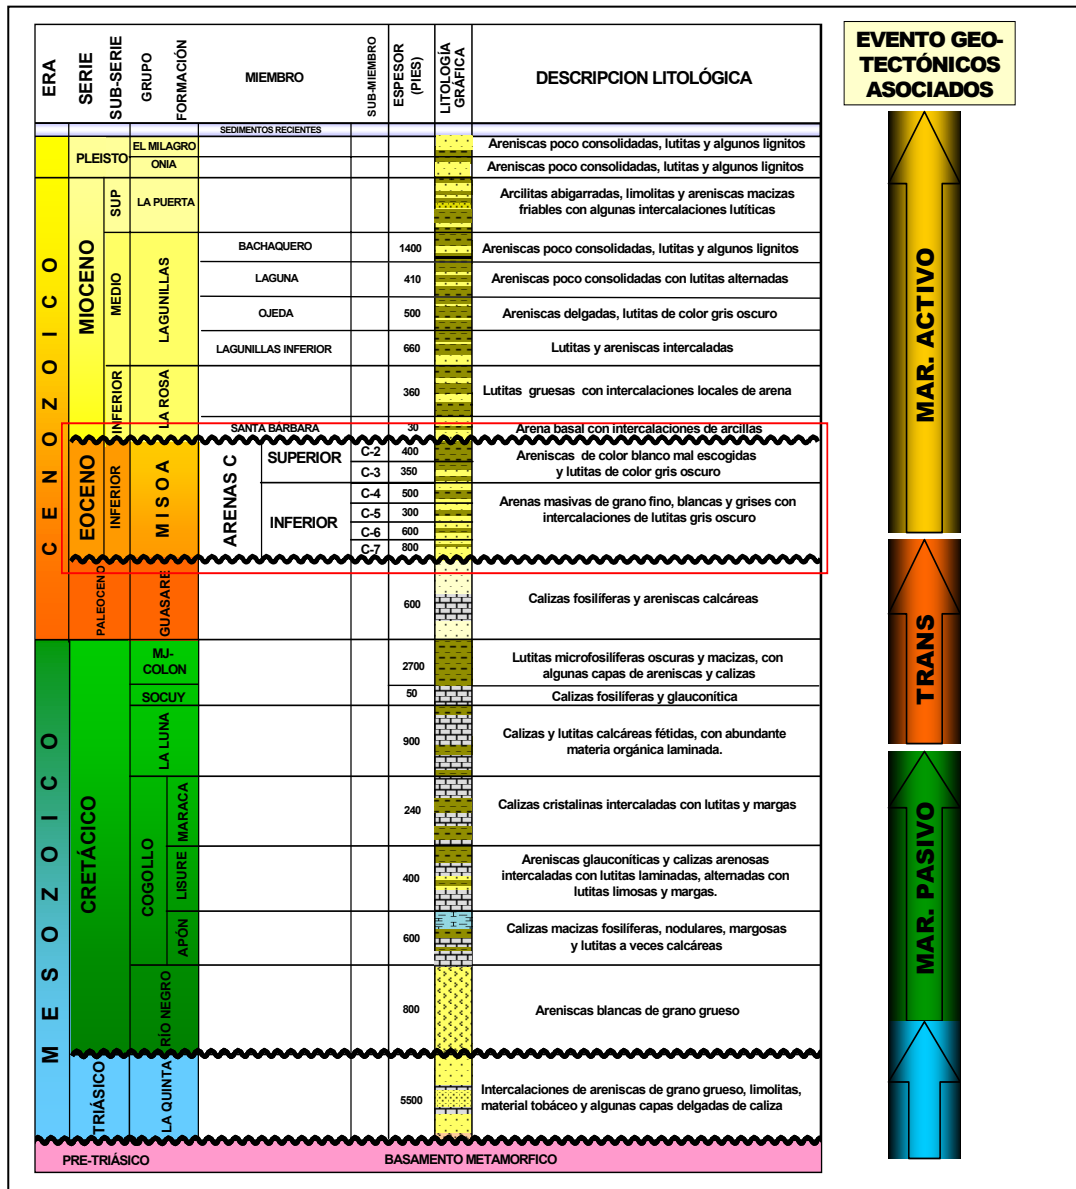 ERA
SERIE
SUB-SERIE
GRUPO
FORMACIÓN
MIEMBRO
SUB-MIEMBRO
ESPESOR
(PIES)
LITOLOGÍA
GRÁFICA
DESCRIPCION LITOLÓGICA
EVENTO GEO-
TECTÓNICOS
ASOCIADOS
SEDIMENTOS RECIENTES
CENOZOICO
PLEISTO
EL MILAGRO
Areniscas poco consolidadas, lutitas y algunos lignitos
ONIA
Areniscas poco consolidadas, lutitas y algunos lignitos
MIOCENO
SUP
LA PUERTA
Arcilitas abigarradas, limolitas y areniscas macizas
friables con algunas intercalaciones lutíticas
MEDIO
LAGUNILLAS
BACHAQUERO
1400
Areniscas poco consolidadas, lutitas y algunos lignitos
LAGUNA
410
Areniscas poco consolidadas con lutitas alternadas
OJEDA
500
Areniscas delgadas, lutitas de color gris oscuro
LAGUNILLAS INFERIOR
660
Lutitas y areniscas intercaladas
INFERIOR
LA ROSA
360
Lutitas gruesas con intercalaciones locales de arena
SANTA BARBARA
30
Arena basal con intercalaciones de arcillas
EOCENO
INFERIOR
MISOA
ARENAS C
SUPERIOR
C-2
400
Areniscas de color blanco mal escogidas
y lutitas de color gris oscuro
C-3
350
INFERIOR
C-4
500
Arenas masivas de grano fino, blancas y grises con
intercalaciones de lutitas gris oscuro
C-5
300
C-6
600
C-7
800
PALEOCENO
GUASARE
600
Calizas fosilíferas y areniscas calcáreas
MESOZOICO
CRETÁCICO
MJ-
COLON
2700
Lutitas microfosilíferas oscuras y macizas, con
algunas capas de areniscas y calizas
SOCUY
50
Calizas fosilíferas y glauconítica
LA LUNA
900
Calizas y lutitas calcáreas fétidas, con abundante
materia orgánica laminada.
COGOLLO
MARACA
240
Calizas cristalinas intercaladas con lutitas y margas
LISURE
400
Areniscas glauconíticas y calizas arenosas
intercaladas con lutitas laminadas, alternadas con
lutitas limosas y margas.
APÓN
600
Calizas macizas fosilíferas, nodulares, margosas
y lutitas a veces calcáreas
RÍO NEGRO
800
Areniscas blancas de grano grueso
TRIÁSICO
LA QUINTA
5500
Intercalaciones de areniscas de grano grueso, limolitas,
material tobáceo y algunas capas delgadas de caliza
PRE-TRIÁSICO
BASAMENTO METAMORFICO
MAR. ACTIVO
TRANS
MAR. PASIVO